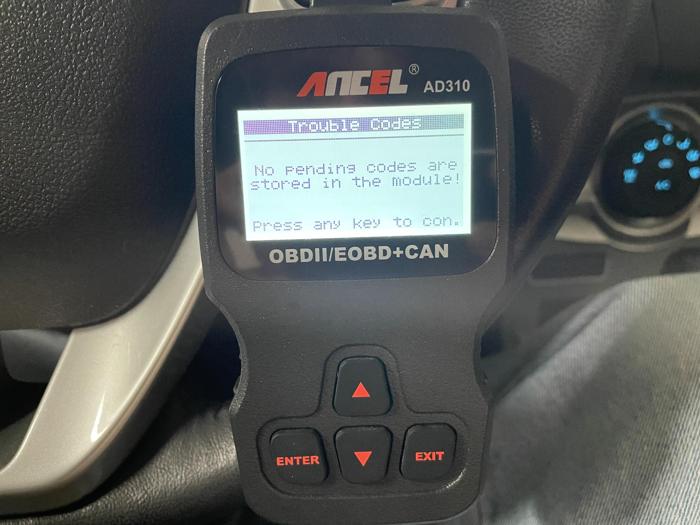 ANCEL®
AD310
Trouble Codes
No pending codes are
stored in the module!
Press any key to con.
OBDII/EOBD+CAN
ENTER
EXIT